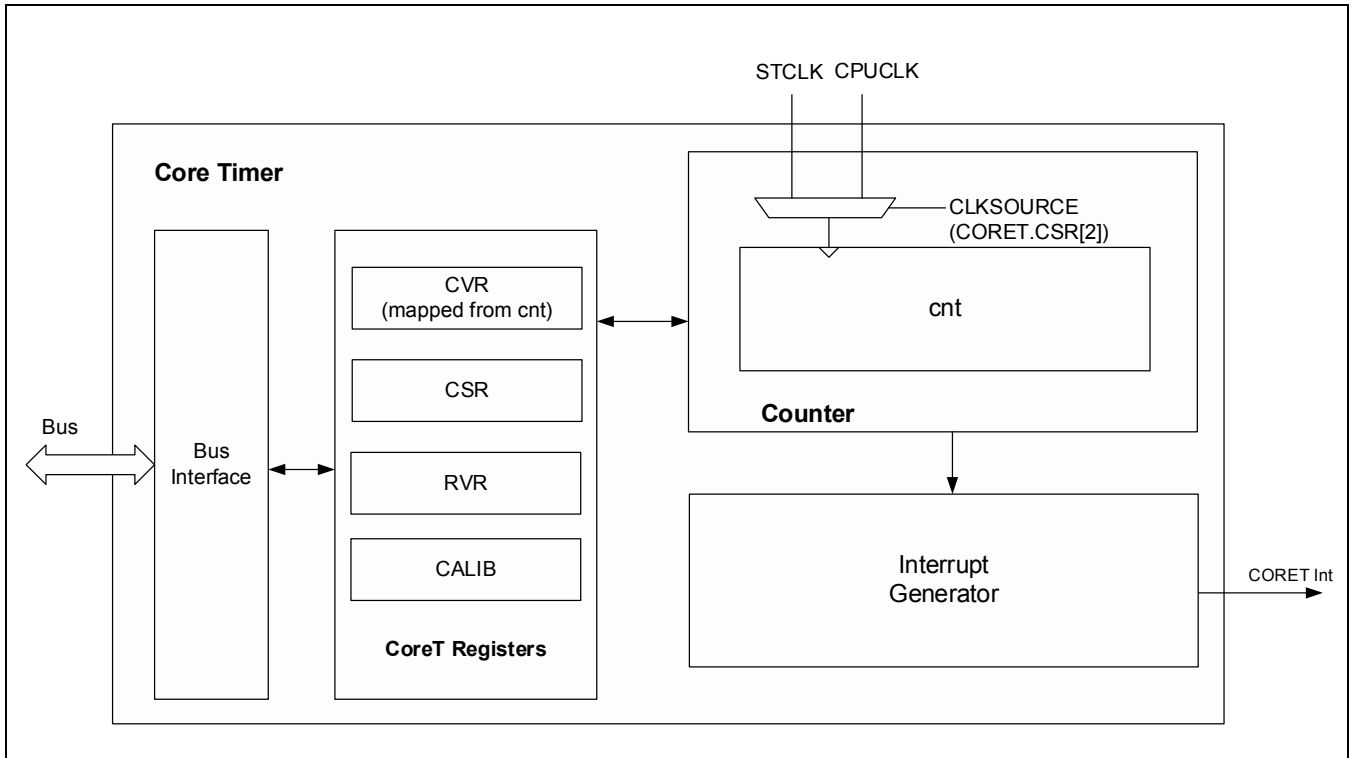 STCLK CPUCLK
Core Timer
CLKSOURCE
(CORET.CSR[2])
CVR
(mapped from cnt)
cnt
CSR
Counter
Bus
Bus
Interface
RVR
Interrupt
Generator
CALIB
CORET Int
CoreT Registers